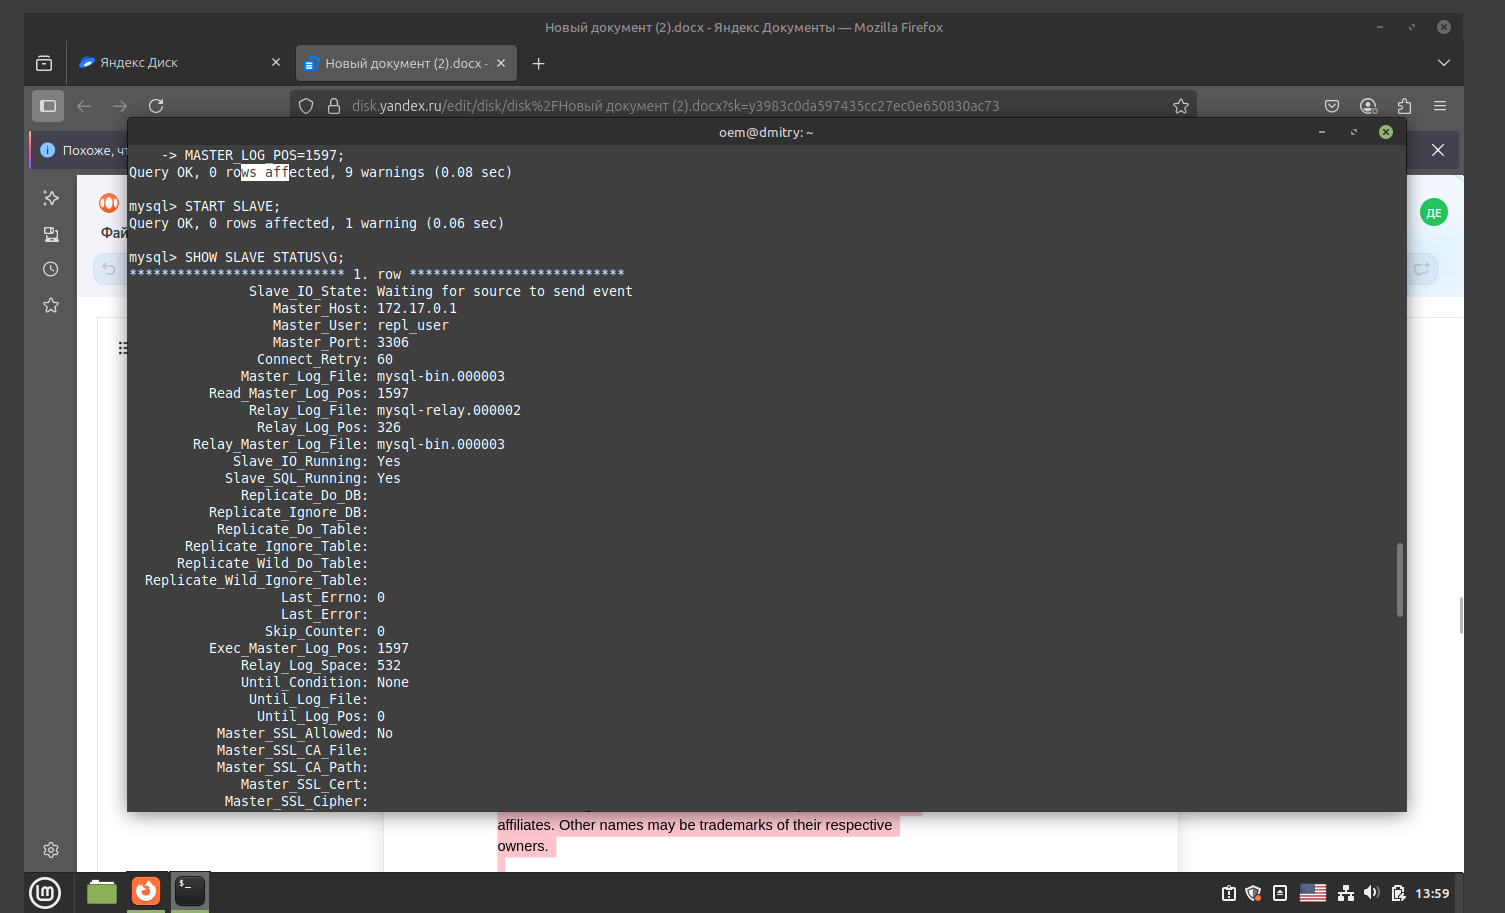 Новый документ (2).docx - Яндекс Документы — Mozilla Firefox
Яндекс Диск
Новый документ (2).docx -
disk.yandex.ru/edit/disk/disk%2FНовый документ (2).docx?sk=y3983c0da597435cc27ec0e650830ac73
oem@dmitry: ~
Похоже, чт
-> MASTER_LOG_POS=1597;
Query OK, 0 rows affected, 9 warnings (0.08 sec)
mysql> START SLAVE;
ДЕ
Query OK, 0 rows affected, 1 warning (0.06 sec)
Фай
mysql> SHOW SLAVE STATUS\G;
*************************** 1. row ***************************
Slave_IO_State: Waiting for source to send event
Master_Host: 172.17.0.1
Master_User: repl_user
Master_Port: 3306
Connect_Retry: 60
Master_Log_File: mysql-bin.000003
Read_Master_Log_Pos: 1597
Relay_Log_File: mysql-relay.000002
Relay_Log_Pos: 326
Relay_Master_Log_File: mysql-bin.000003
Slave_IO_Running: Yes
Slave_SQL_Running: Yes
Replicate_Do_DB:
Replicate_Ignore_DB:
Replicate_Do_Table:
Replicate_Ignore_Table:
Replicate_Wild_Do_Table:
Replicate_Wild_Ignore_Table:
Last_Errno: 0
Last_Error:
Skip_Counter: 0
Exec_Master_Log_Pos: 1597
Relay_Log_Space: 532
Until_Condition: None
Until_Log_File:
Until_Log_Pos: 0
Master_SSL_Allowed: No
Master_SSL_CA_File:
Master_SSL_CA_Path:
Master_SSL_Cert:
Master_SSL_Cipher:
affiliates. Other names may be trademarks of their respective
owners.
13:59